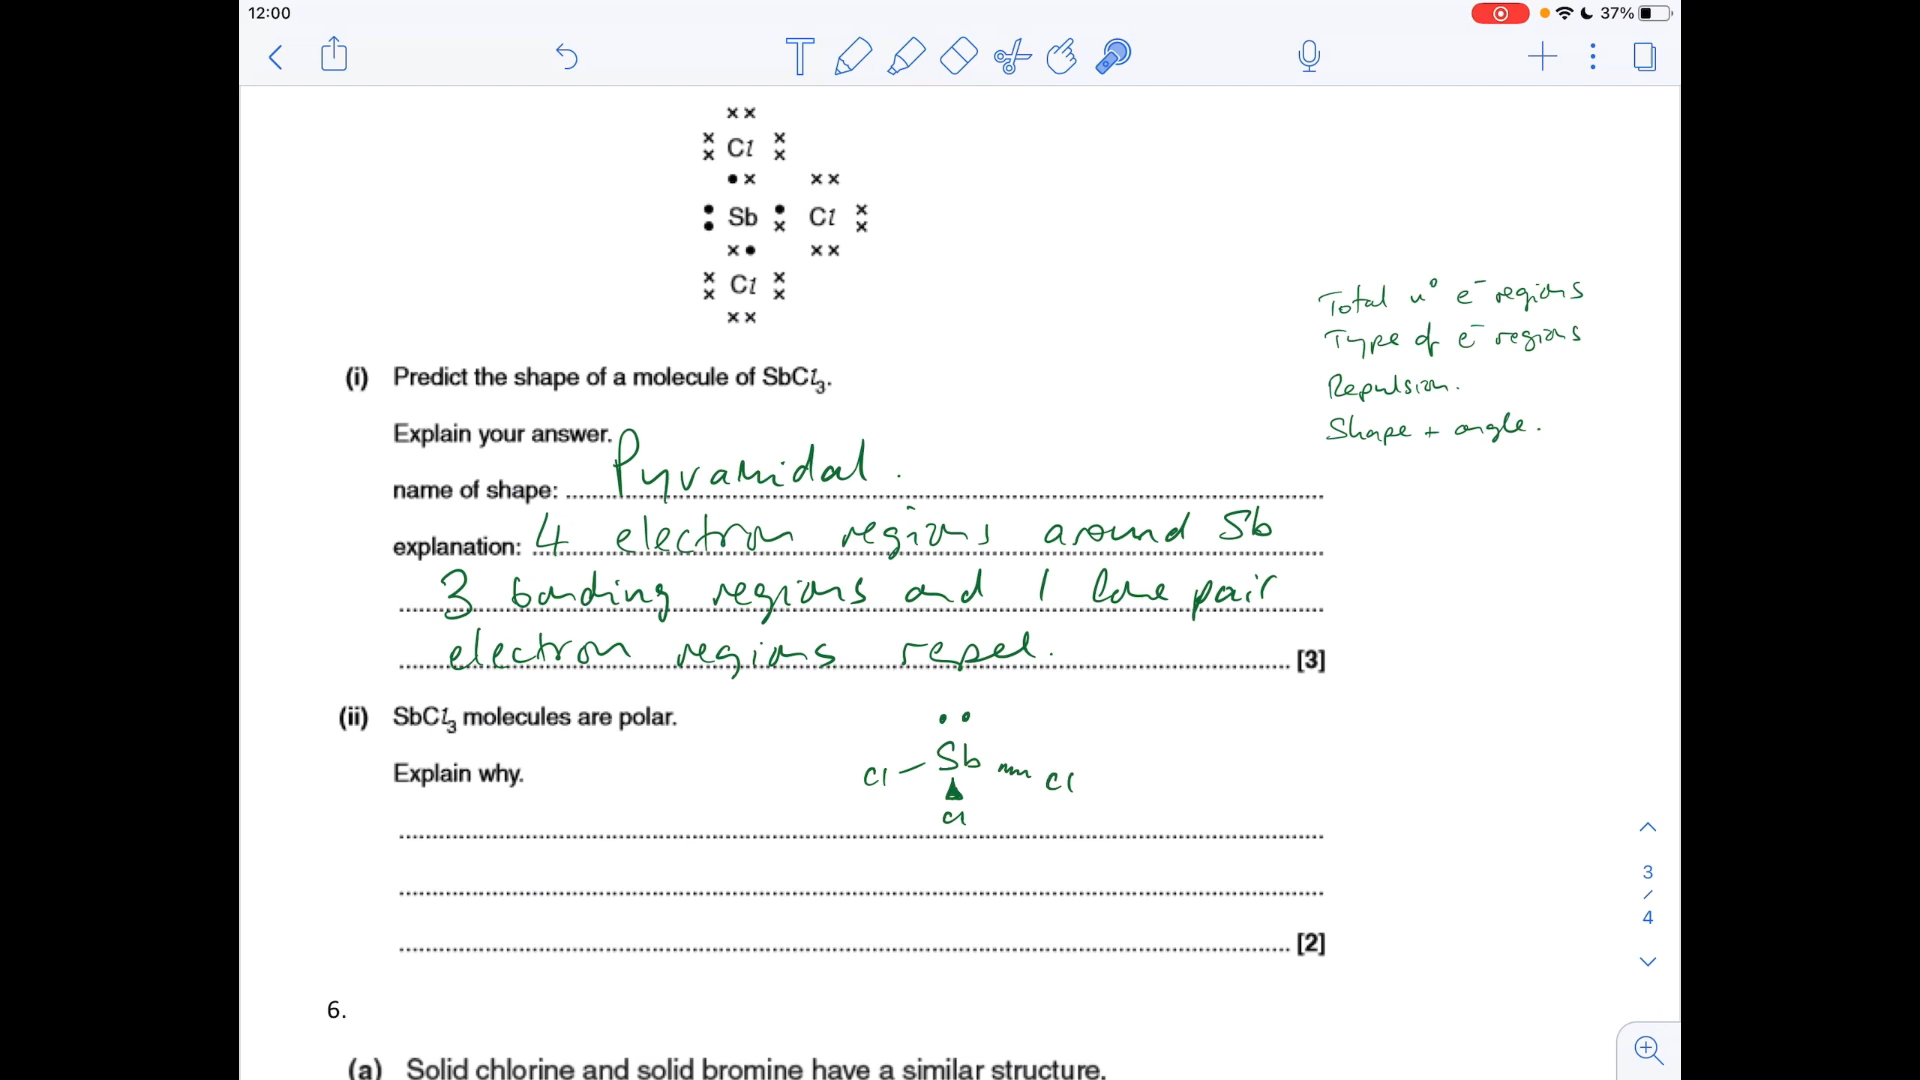 12:00
37%
T
××
× Cl ×
× ×
•× ××
• Sb • Cl ×
• × ×
×• ××
× Cl ×
× ×
××
Total nº e⁻ regions
Type of e⁻ regions
Repulsion.
Shape + angle.
(i) Predict the shape of a molecule of SbCl₃.
Explain your answer.
name of shape: Pyramidal.
explanation: 4 electron regions around Sb
3 bonding regions and 1 lone pair
electron regions repel. [3]
(ii) SbCl₃ molecules are polar.
Explain why.
Cl Sb Cl
Cl
[2]
3
/
4
6.
(a) Solid chlorine and solid bromine have a similar structure.